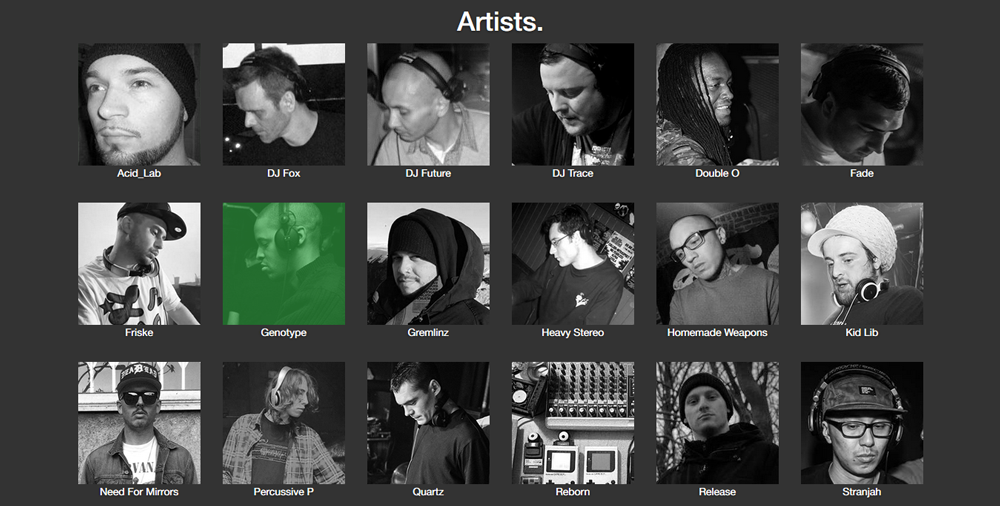 Artists.
Acid_Lab
DJ Fox
DJ Future
DJ Trace
Double O
Fade
Friske
Genotype
Gremlinz
Heavy Stereo
Homemade Weapons
Kid Lib
Need For Mirrors
Percussive P
Quartz
Reborn
Release
Stranjah